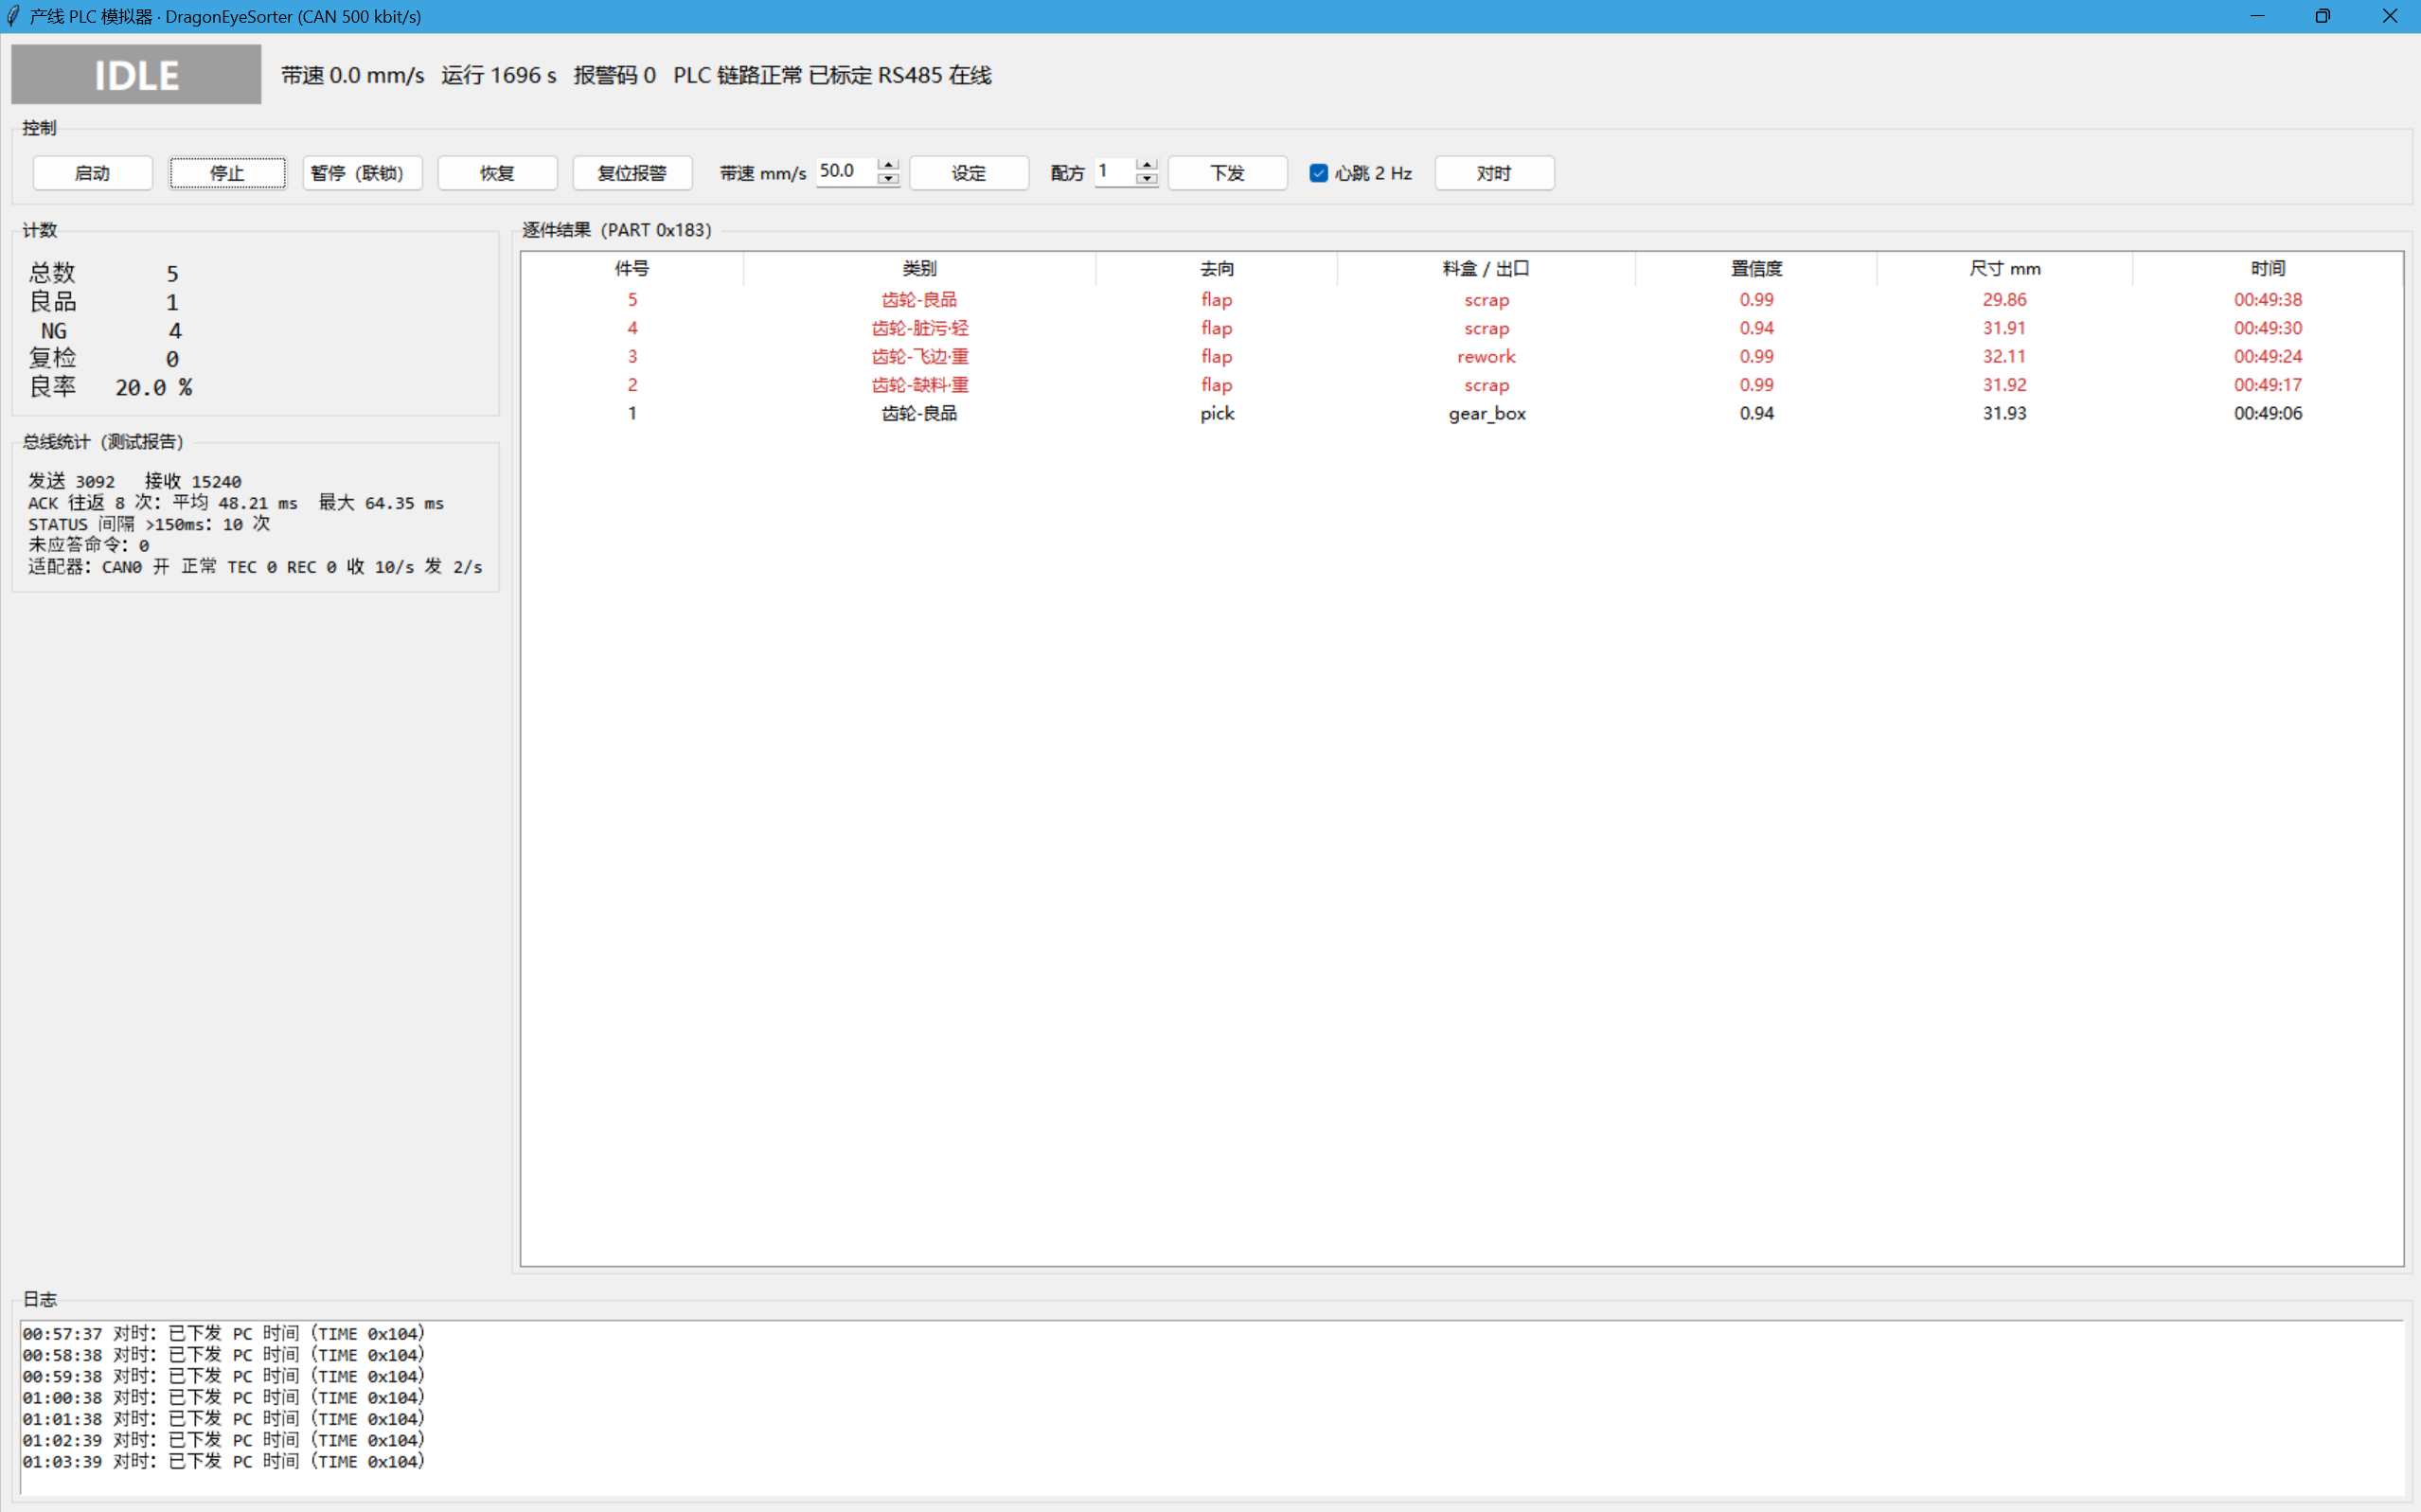 产线 PLC 模拟器 · DragonEyeSorter (CAN 500 kbit/s)
IDLE 带速 0.0 mm/s 运行 1696 s 报警码 0 PLC 链路正常 已标定 RS485 在线
控制
启动 停止 暂停（联锁） 恢复 复位报警 带速 mm/s 50.0 设定 配方 1 下发 心跳 2 Hz 对时
计数
总数 5
良品 1
NG 4
复检 0
良率 20.0 %
总线统计（测试报告）
发送 3092 接收 15240
ACK 往返 8 次：平均 48.21 ms 最大 64.35 ms
STATUS 间隔 >150ms：10 次
未应答命令：0
适配器：CAN0 开 正常 TEC 0 REC 0 收 10/s 发 2/s
逐件结果（PART 0x183）
件号 类别 去向 料盒 / 出口 置信度 尺寸 mm 时间
5 齿轮-良品 flap scrap 0.99 29.86 00:49:38
4 齿轮-脏污·轻 flap scrap 0.94 31.91 00:49:30
3 齿轮-飞边·重 flap rework 0.99 32.11 00:49:24
2 齿轮-缺料·重 flap scrap 0.99 31.92 00:49:17
1 齿轮-良品 pick gear_box 0.94 31.93 00:49:06
日志
00:57:37 对时：已下发 PC 时间（TIME 0x104）
00:58:38 对时：已下发 PC 时间（TIME 0x104）
00:59:38 对时：已下发 PC 时间（TIME 0x104）
01:00:38 对时：已下发 PC 时间（TIME 0x104）
01:01:38 对时：已下发 PC 时间（TIME 0x104）
01:02:39 对时：已下发 PC 时间（TIME 0x104）
01:03:39 对时：已下发 PC 时间（TIME 0x104）